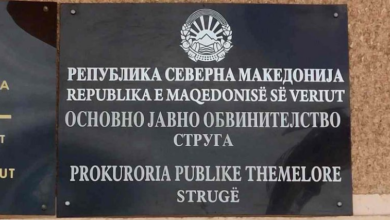 РЕПУБЛИКА СЕВЕРНА МАКЕДОНИЈА
REPUBLIKA E MAQEDONISË SË VERIUT
ОСНОВНО ЈАВНО ОБВИНИТЕЛСТВО
СТРУГА
PROKURORIA PUBLIKE THEMELORE
STRUGË